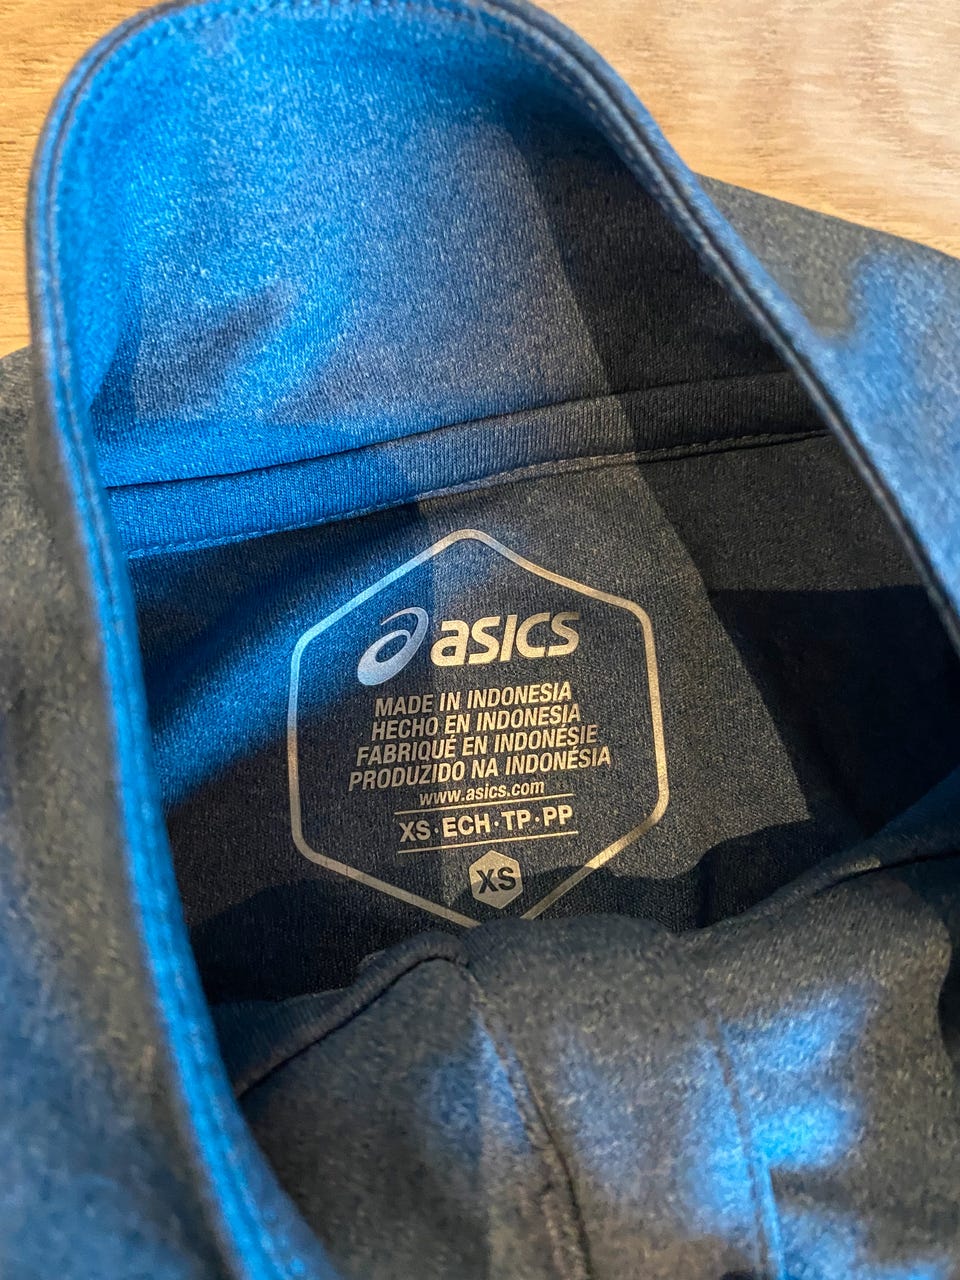 asics
MADE IN INDONESIA
HECHO EN INDONESIA
FABRIQUÉ EN INDONÉSIE
PRODUZIDO NA INDONÉSIA
www.asics.com
XS·ECH·TP·PP
XS